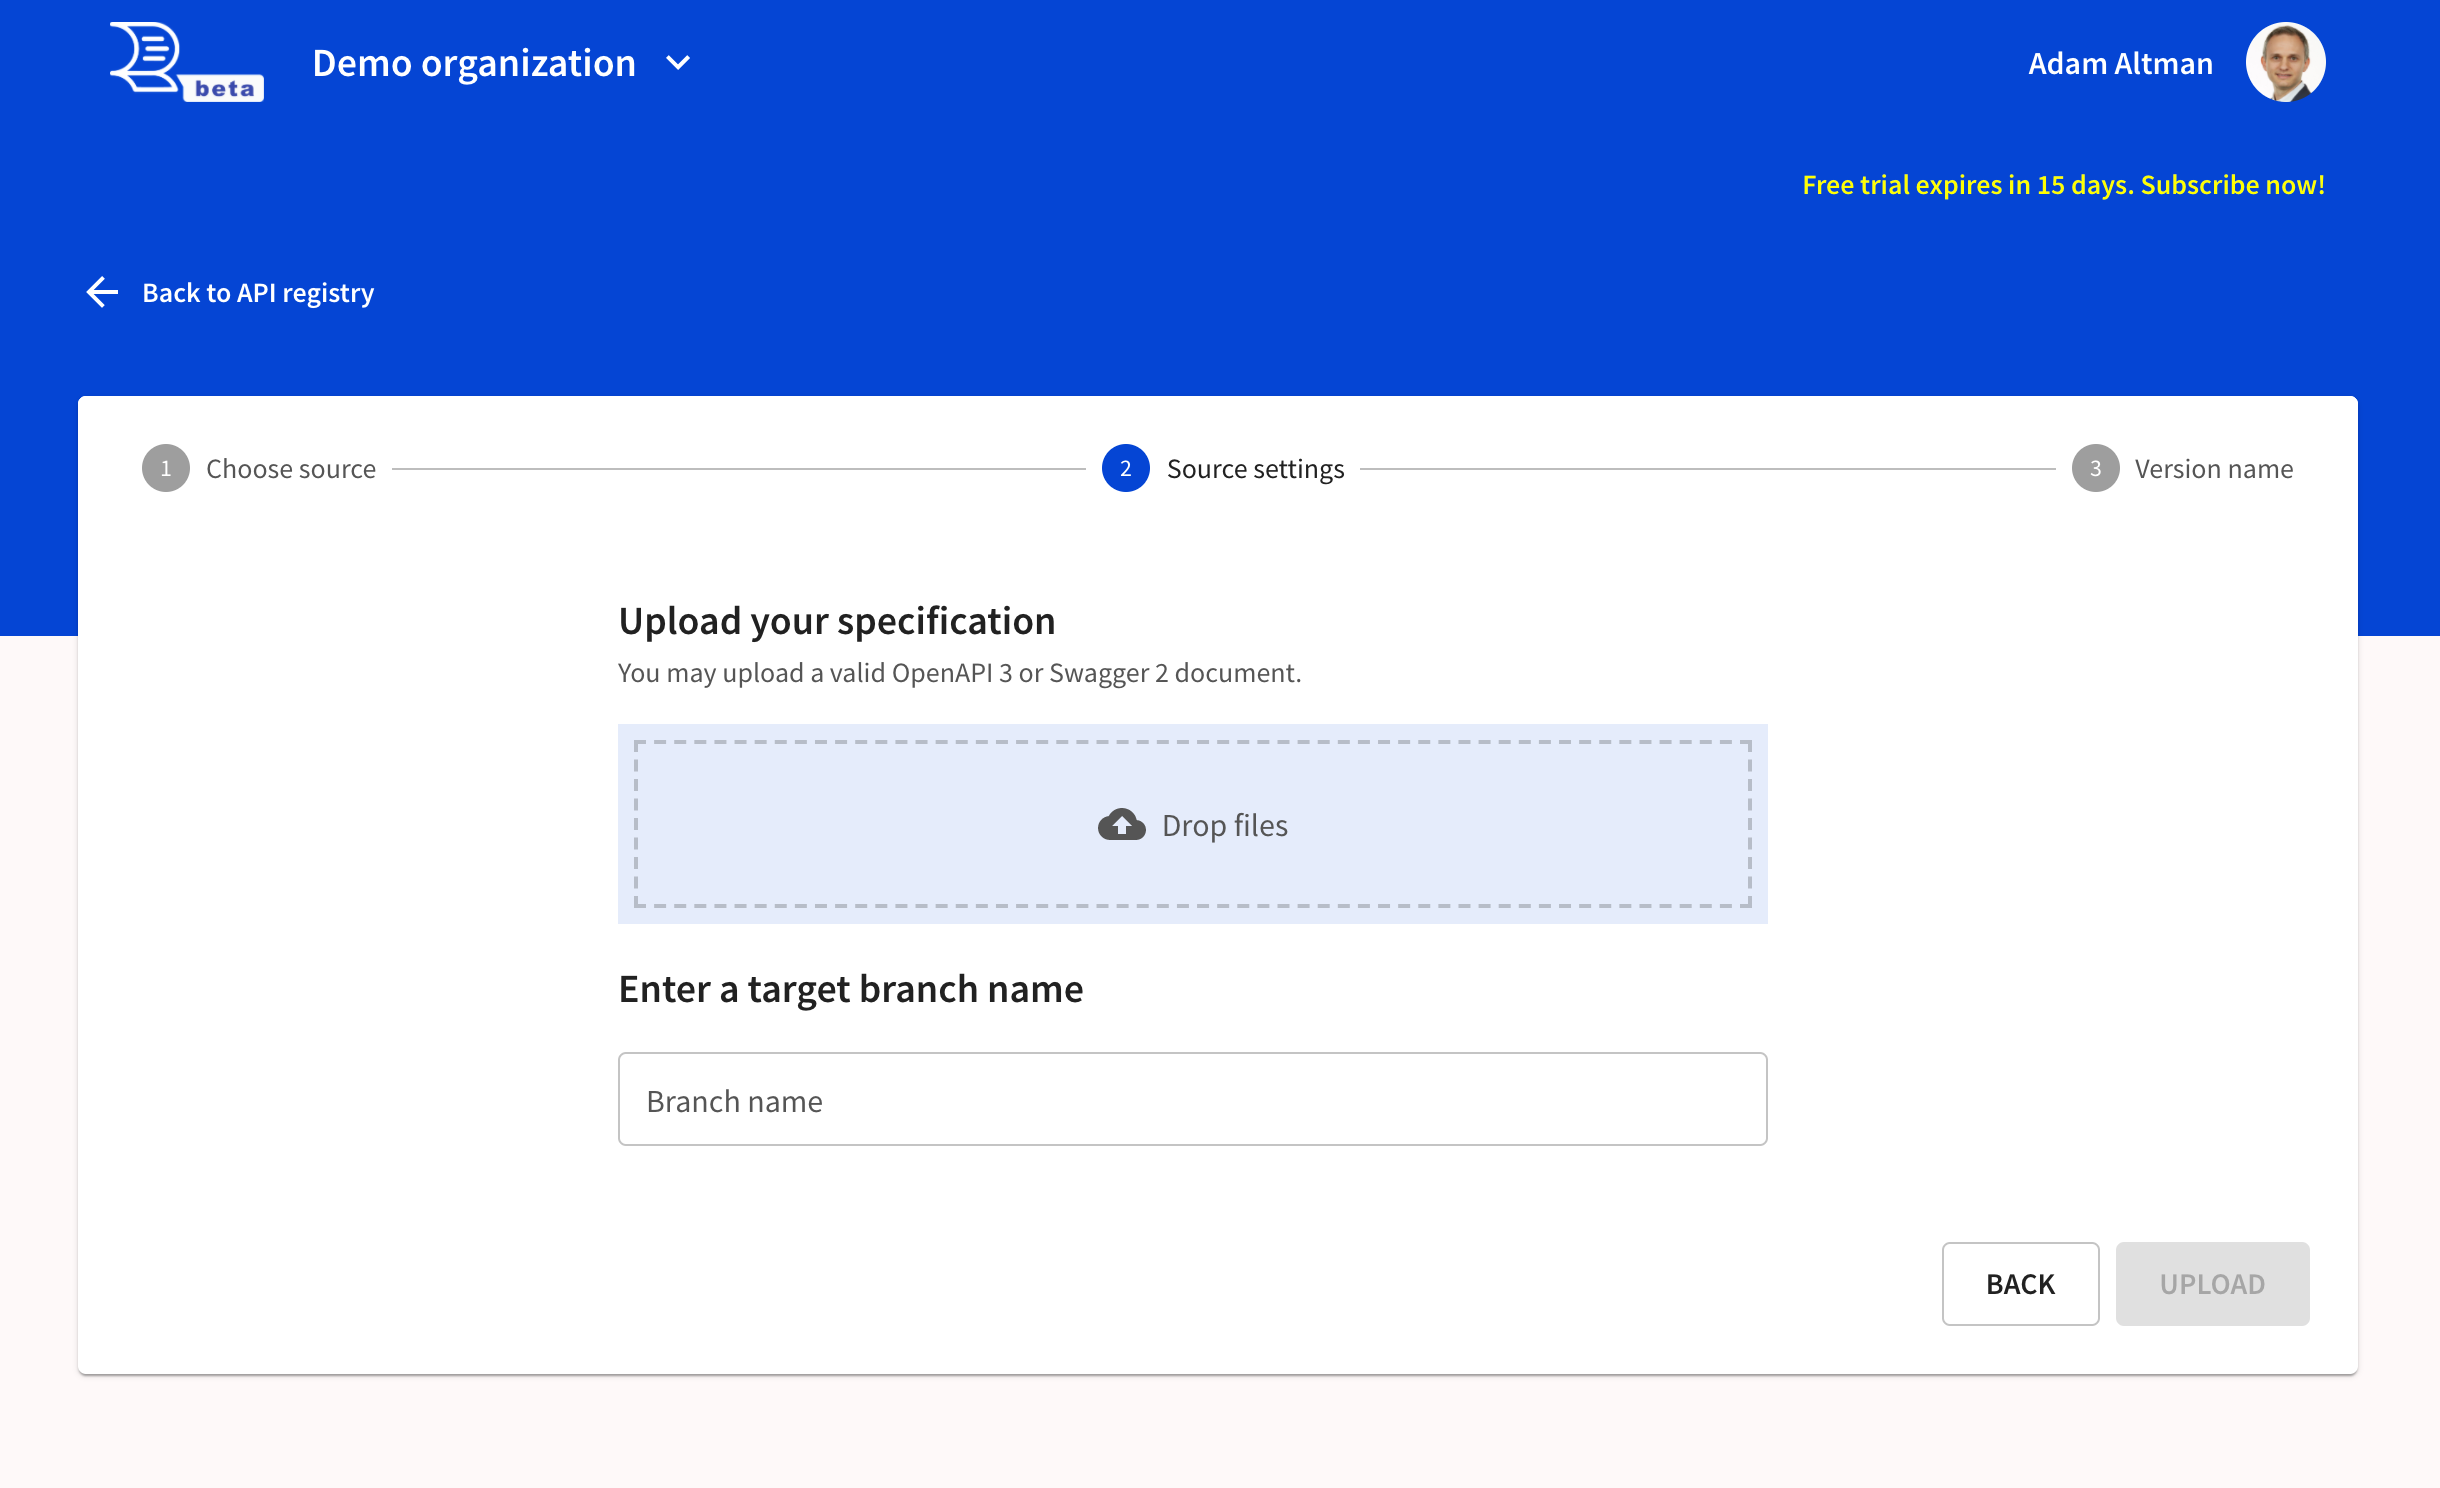 beta
Demo organization
Adam Altman
Free trial expires in 15 days. Subscribe now!
Back to API registry
1 Choose source
2 Source settings
3 Version name
Upload your specification
You may upload a valid OpenAPI 3 or Swagger 2 document.
Drop files
Enter a target branch name
Branch name
BACK
UPLOAD